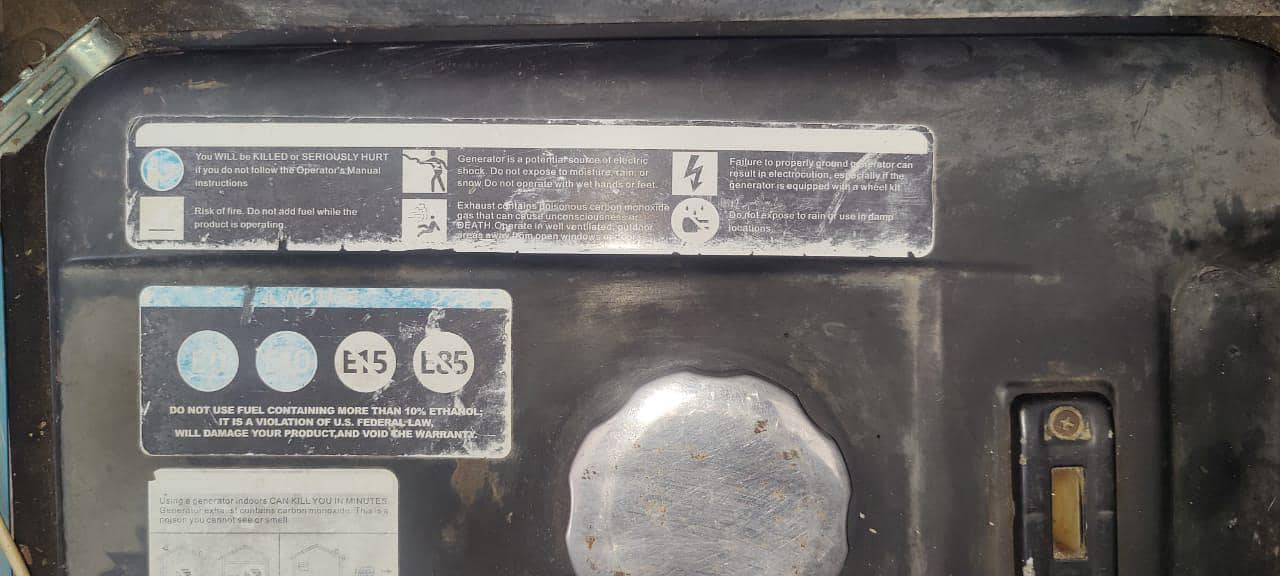 You WILL be KILLED or SERIOUSLY HURT
if you do not follow the Operator's Manual
instructions
Generator is a potential source of electric
shock. Do not expose to moisture, rain, or
snow. Do not operate with wet hands or feet.
Failure to properly ground generator can
result in electrocution, especially if the
generator is equipped with a wheel kit
Risk of fire. Do not add fuel while the
product is operating.
Exhaust contains poisonous carbon monoxide
gas that can cause unconsciousness or
DEATH. Operate in well ventilated, outdoor
areas away from open windows
Do not expose to rain or use in damp
locations.
E15 E85
DO NOT USE FUEL CONTAINING MORE THAN 10% ETHANOL;
IT IS A VIOLATION OF U.S. FEDERAL LAW,
WILL DAMAGE YOUR PRODUCT,AND VOID THE WARRANTY.
Using a generator indoors CAN KILL YOU IN MINUTES.
Generator exhaust contains carbon monoxide. This is a
poison you cannot see or smell.